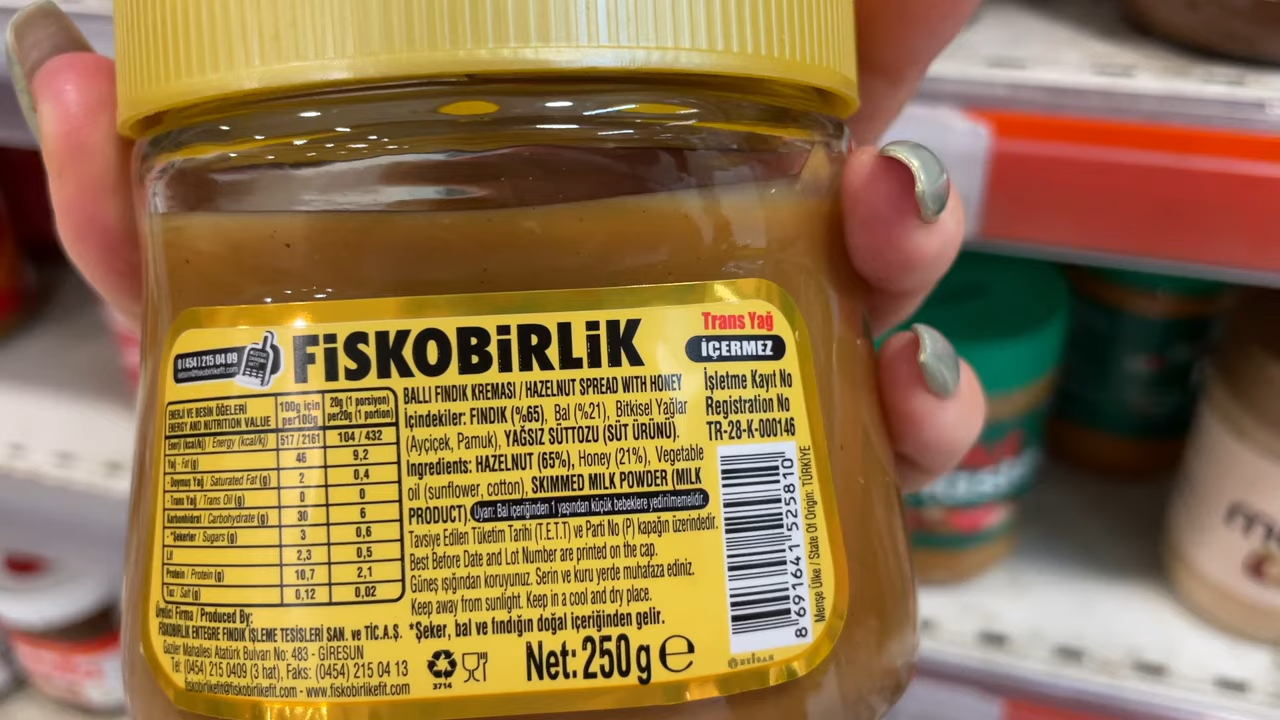 0 (454) 215 04 09
FİSKOBİRLİK
Trans Yağ
İÇERMEZ
ENERJİ VE BESİN ÖĞELERİ
ENERGY AND NUTRITION VALUE
100g için
per100g
20g (1 porsiyon)
per20g (1 portion)
Enerji (kcal/kj) / Energy (kcal/kj) 517 / 2161 104 / 432
Yağ - Fat (g) 46 9,2
- Doymuş Yağ / Saturated Fat (g) 2 0,4
- Trans Yağ / Trans Oil (g) 0 0
Karbonhidrat / Carbohydrate (g) 30 6
- *Şekerler / Sugars (g) 3 0,6
Lif 2,3 0,5
Protein / Protein (g) 10,7 2,1
Tuz / Salt (g) 0,12 0,02
BALLI FINDIK KREMASI / HAZELNUT SPREAD WITH HONEY
İçindekiler: FINDIK (%65), Bal (%21), Bitkisel Yağlar
(Ayçiçek, Pamuk), YAĞSIZ SÜTTOZU (SÜT ÜRÜNÜ).
Ingredients: HAZELNUT (65%), Honey (21%), Vegetable
oil (sunflower, cotton), SKIMMED MILK POWDER (MILK
PRODUCT). Uyarı: Bal içeriğinden 1 yaşından küçük bebeklere yedirilmemelidir.
Tavsiye Edilen Tüketim Tarihi (T.E.T.T) ve Parti No (P) kapağın üzerindedir.
Best Before Date and Lot Number are printed on the cap.
Güneş ışığından koruyunuz. Serin ve kuru yerde muhafaza ediniz.
Keep away from sunlight. Keep in a cool and dry place.
*Şeker, bal ve fındığın doğal içeriğinden gelir.
Net: 250 g e
İşletme Kayıt No
Registration No
TR-28-K-000146
8 691641 525810
Menşe Ülke / State Of Origin: TÜRKİYE
Üretici Firma / Produced By:
FİSKOBİRLİK ENTEGRE FINDIK İŞLEME TESİSLERİ SAN. ve TİC.A.Ş.
Gaziler Mahallesi Atatürk Bulvarı No: 483 - GİRESUN
Tel: (0454) 215 0409 (3 hat), Faks: (0454) 215 04 13
fiskobirlikefit@fiskobirlikefit.com - www.fiskobirlikefit.com
3714